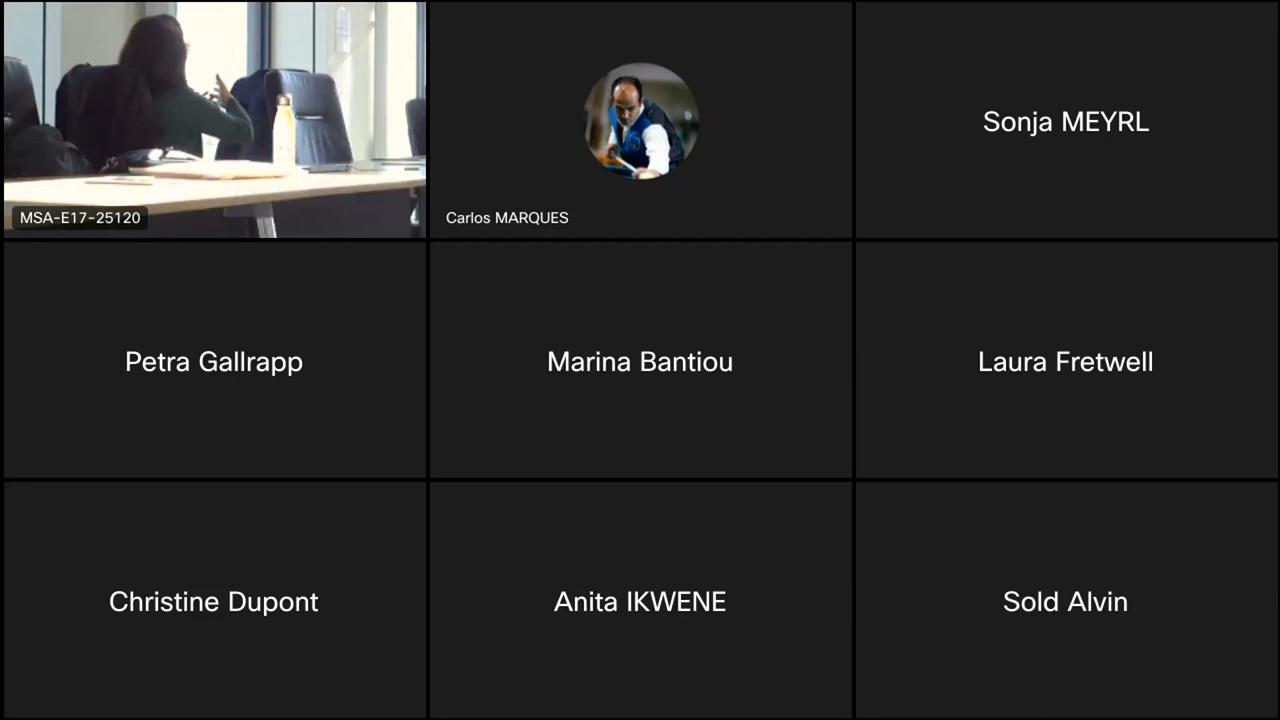 MSA-E17-25120
Carlos MARQUES
Sonja MEYRL
Petra Gallrapp
Marina Bantiou
Laura Fretwell
Christine Dupont
Anita IKWENE
Sold Alvin